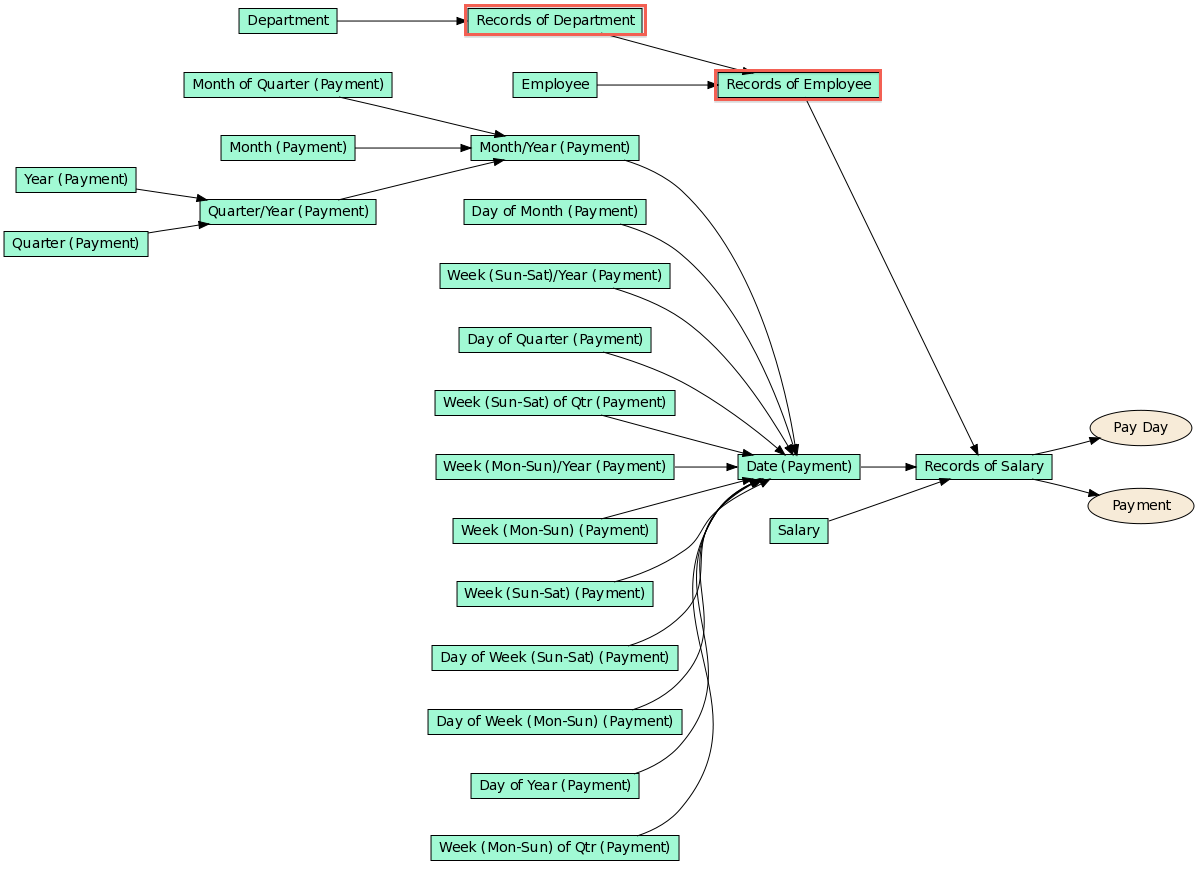 Department
Records of Department
Month of Quarter (Payment)
Employee
Records of Employee
Month (Payment)
Month/Year (Payment)
Year (Payment)
Quarter/Year (Payment)
Day of Month (Payment)
Quarter (Payment)
Week (Sun-Sat)/Year (Payment)
Day of Quarter (Payment)
Week (Sun-Sat) of Qtr (Payment)
Pay Day
Week (Mon-Sun)/Year (Payment)
Date (Payment)
Records of Salary
Payment
Week (Mon-Sun) (Payment)
Salary
Week (Sun-Sat) (Payment)
Day of Week (Sun-Sat) (Payment)
Day of Week (Mon-Sun) (Payment)
Day of Year (Payment)
Week (Mon-Sun) of Qtr (Payment)